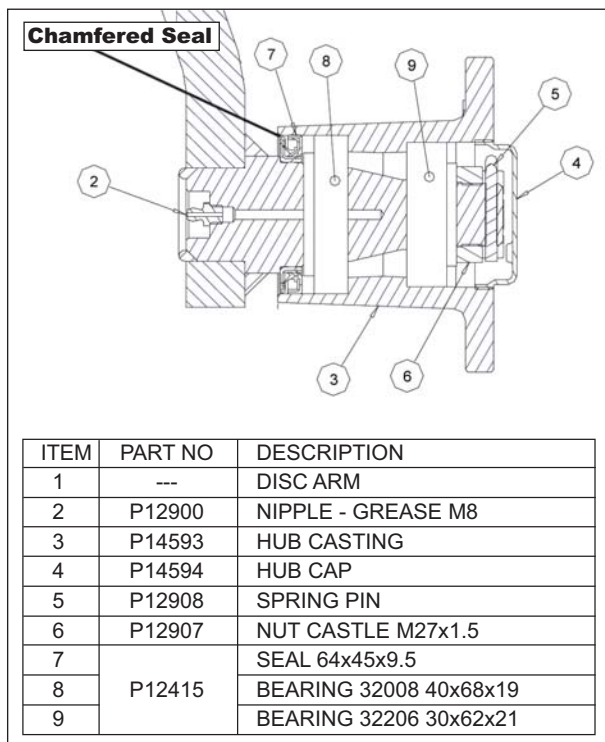 Chamfered Seal
7
8
9
5
4
2
3
6
ITEM PART NO DESCRIPTION
1 --- DISC ARM
2 P12900 NIPPLE - GREASE M8
3 P14593 HUB CASTING
4 P14594 HUB CAP
5 P12908 SPRING PIN
6 P12907 NUT CASTLE M27x1.5
7 P12415 SEAL 64x45x9.5
8 BEARING 32008 40x68x19
9 BEARING 32206 30x62x21